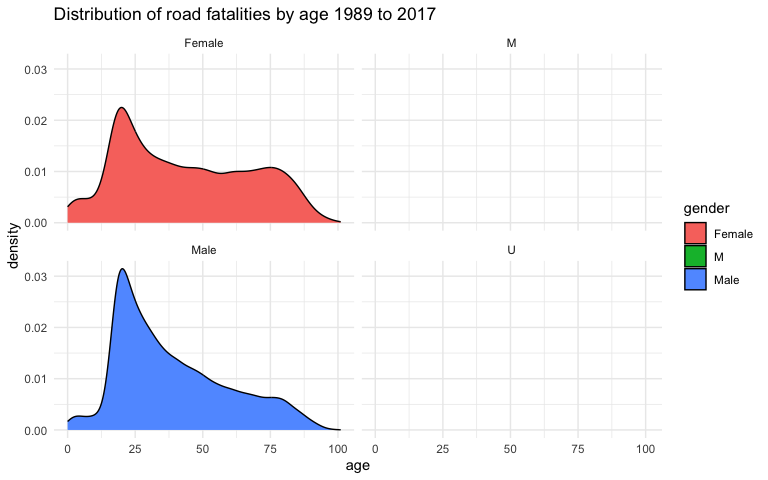 Distribution of road fatalities by age 1989 to 2017
Female
M
0.03
0.02
0.01
0.00
Male
U
0.03
0.02
0.01
0.00
0
25
50
75
100
0
25
50
75
100
age
density
gender
Female
M
Male